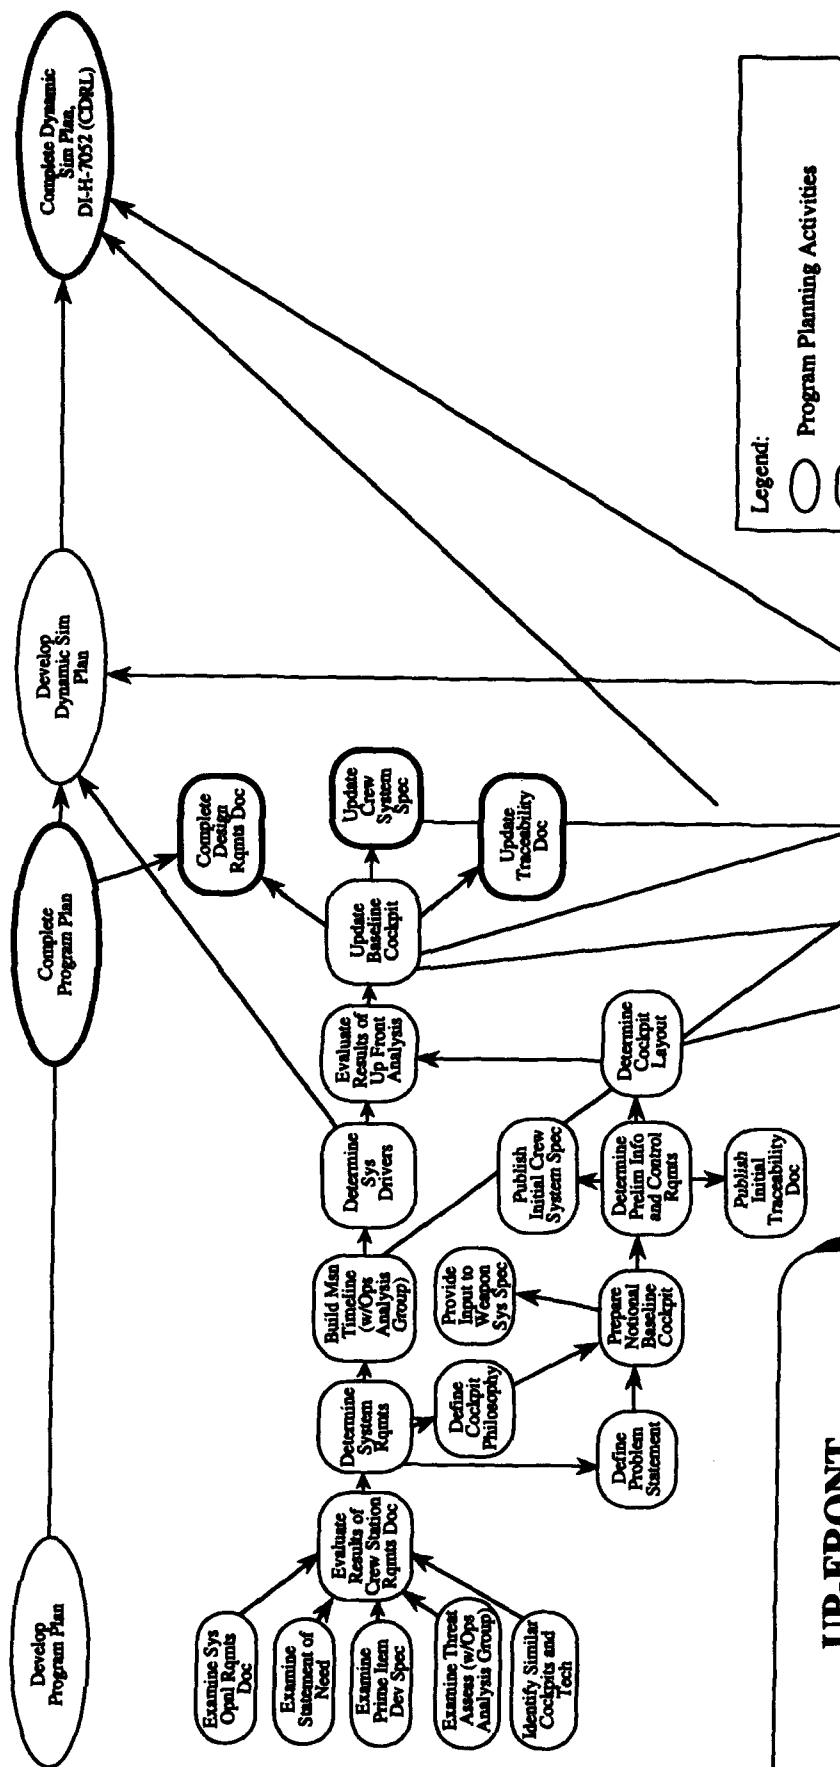 Develop
Program Plan
Complete
Program Plan
Develop
Dynamic Sim
Plan
Complete Dynamic
Sim Plan,
DI-H-7052 (CDRL)
Examine Sys
Opal Rqmts
Doc
Examine
Statement of
Need
Examine
Prime Item
Dev Spec
Examine Threat
Assess (w/Ops
Analysis Group)
Identify Similar
Cockpits and
Tech
Evaluate
Results of
Crew Station
Rqmts Doc
Determine
System
Rqmts
Build Msn
Timeline
(w/Ops
Analysis
Group)
Determine
Sys
Drivers
Evaluate
Results of
Up Front
Analysis
Update
Baseline
Cockpit
Complete
Design
Rqmts Doc
Update
Crew
System
Spec
Update
Traceability
Doc
Define
Cockpit
Philosophy
Provide
Input to
Weapon
Sys Spec
Publish
Initial Crew
System Spec
Define
Problem
Statement
Prepare
Notional
Baseline
Cockpit
Determine
Prelim Info
and Control
Rqmts
Determine
Cockpit
Layout
Publish
Initial
Traceability
Doc
Legend:
Program Planning Activities
UP-FRONT